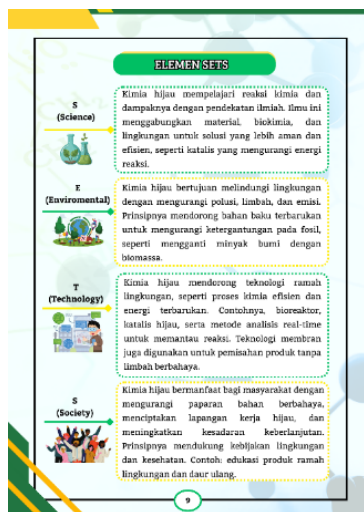 ELEMEN SETS
S
(Science)
Kimia hijau mempelajari reaksi kimia dan
dampaknya dengan pendekatan ilmiah. Ilmu ini
menggabungkan material, biokimia, dan
lingkungan untuk solusi yang lebih aman dan
efisien, seperti katalis yang mengurangi energi
reaksi.
E
(Enviromental)
Kimia hijau bertujuan melindungi lingkungan
dengan mengurangi polusi, limbah, dan emisi.
Prinsipnya mendorong bahan baku terbarukan
untuk mengurangi ketergantungan pada fosil,
seperti mengganti minyak bumi dengan
biomassa.
T
(Technology)
Kimia hijau mendorong teknologi ramah
lingkungan, seperti proses kimia efisien dan
energi terbarukan. Contohnya, bioreaktor,
katalis hijau, serta metode analisis real-time
untuk memantau reaksi. Teknologi membran
juga digunakan untuk pemisahan produk tanpa
limbah berbahaya.
S
(Society)
Kimia hijau bermanfaat bagi masyarakat dengan
mengurangi paparan bahan berbahaya,
menciptakan lapangan kerja hijau, dan
meningkatkan kesadaran keberlanjutan.
Prinsipnya mendukung kebijakan lingkungan
dan kesehatan. Contoh: edukasi produk ramah
lingkungan dan daur ulang.
9